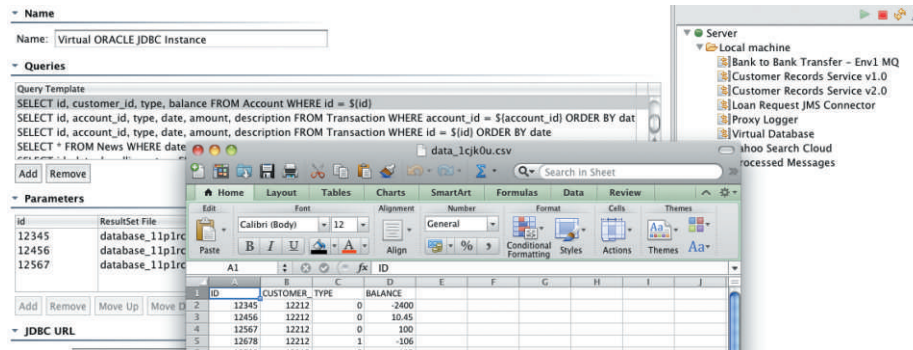 Name
Name: Virtual ORACLE JDBC Instance
Queries
Query Template
SELECT id, customer_id, type, balance FROM Account WHERE id = $(id)
SELECT id, account_id, type, date, amount, description FROM Transaction WHERE account_id = $(account_id) ORDER BY dat
SELECT id, account_id, type, date, amount, description FROM Transaction WHERE id = $(id) ORDER BY date
SELECT * FROM News WHERE date
Add Remove
Parameters
id ResultSet File
12345 database_11p1rc
12456 database_11p1rc
12567 database_11p1rc
Add Remove Move Up Move D
JDBC URL
Server
Local machine
Bank to Bank Transfer - Env1 MQ
Customer Records Service v1.0
Customer Records Service v2.0
Loan Request JMS Connector
Proxy Logger
Virtual Database
ahoo Search Cloud
rocessed Messages
data_1cjk0u.csv
Search in Sheet
Home Layout Tables Charts SmartArt Formulas Data Review
Edit Font Alignment Number Format Cells Themes
Calibri (Body) 12 General
Paste B I U A Align % Conditional Formatting Styles Actions Themes Aa
A1 fx ID
A B C D E F G H I J
1 ID CUSTOMER_ TYPE BALANCE
2 12345 12212 0 -2400
3 12456 12212 0 10.45
4 12567 12212 0 100
5 12678 12212 1 -106